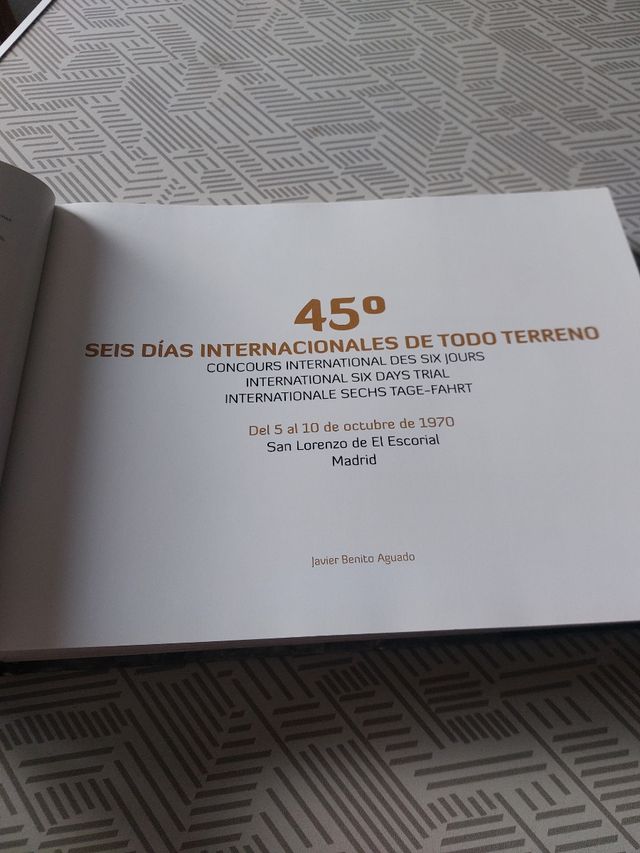 45º
SEIS DÍAS INTERNACIONALES DE TODO TERRENO
CONCOURS INTERNATIONAL DES SIX JOURS
INTERNATIONAL SIX DAYS TRIAL
INTERNATIONALE SECHS TAGE-FAHRT
Del 5 al 10 de octubre de 1970
San Lorenzo de El Escorial
Madrid
Javier Benito Aguado